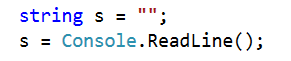 string s = "";
s = Console.ReadLine();